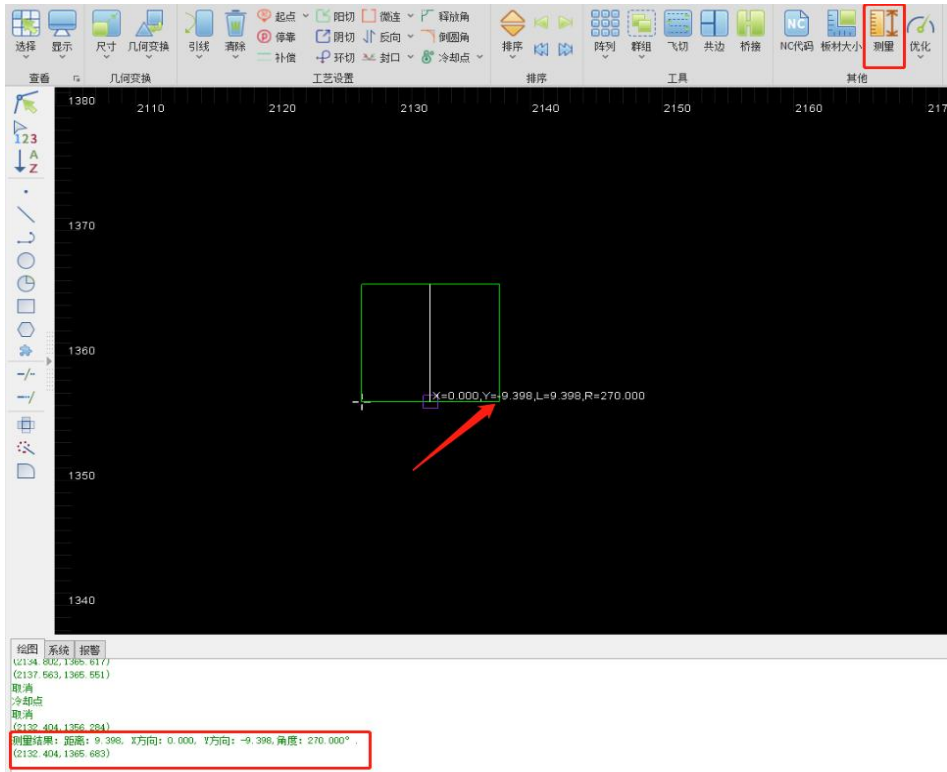 起点 阳切 微连 释放角
选择 显示 尺寸 几何变换 引线 清除 停靠 阴切 反向 倒圆角 排序 阵列 群组 飞切 共边 桥接 NC代码 板材大小 测量 优化
补偿 环切 封口 冷却点
查看 几何变换 工艺设置 排序 工具 其他
NC
123
A
Z
1380 2110 2120 2130 2140 2150 2160 217
1370
1360
X=0.000,Y=-9.398,L=9.398,R=270.000
1350
1340
绘图 系统 报警
(2134.802,1365.617)
(2137.563,1365.551)
取消
冷却点
取消
(2132.404,1356.284)
测量结果: 距离: 9.398, X方向: 0.000, Y方向: -9.398,角度: 270.000° .
(2132.404,1365.683)